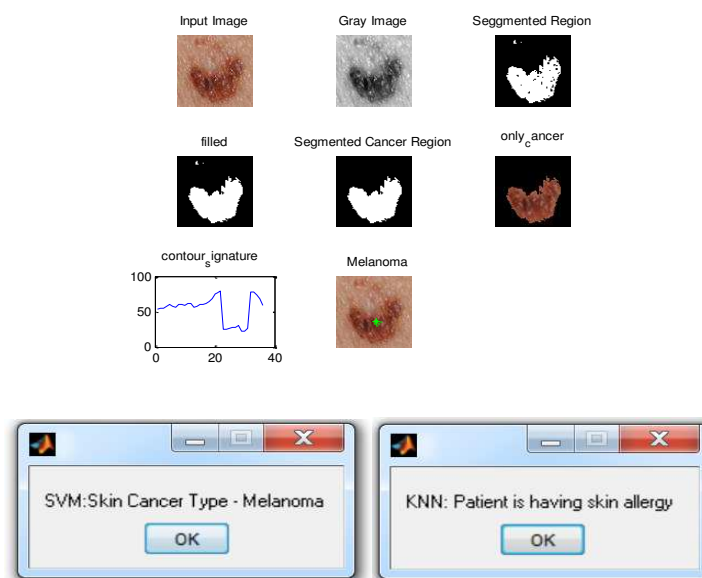 Input Image
Gray Image
Seggmented Region
filled
Segmented Cancer Region
only_cancer
contour_signature
Melanoma
100
50
0
0
20
40
SVM:Skin Cancer Type - Melanoma
OK
KNN: Patient is having skin allergy
OK